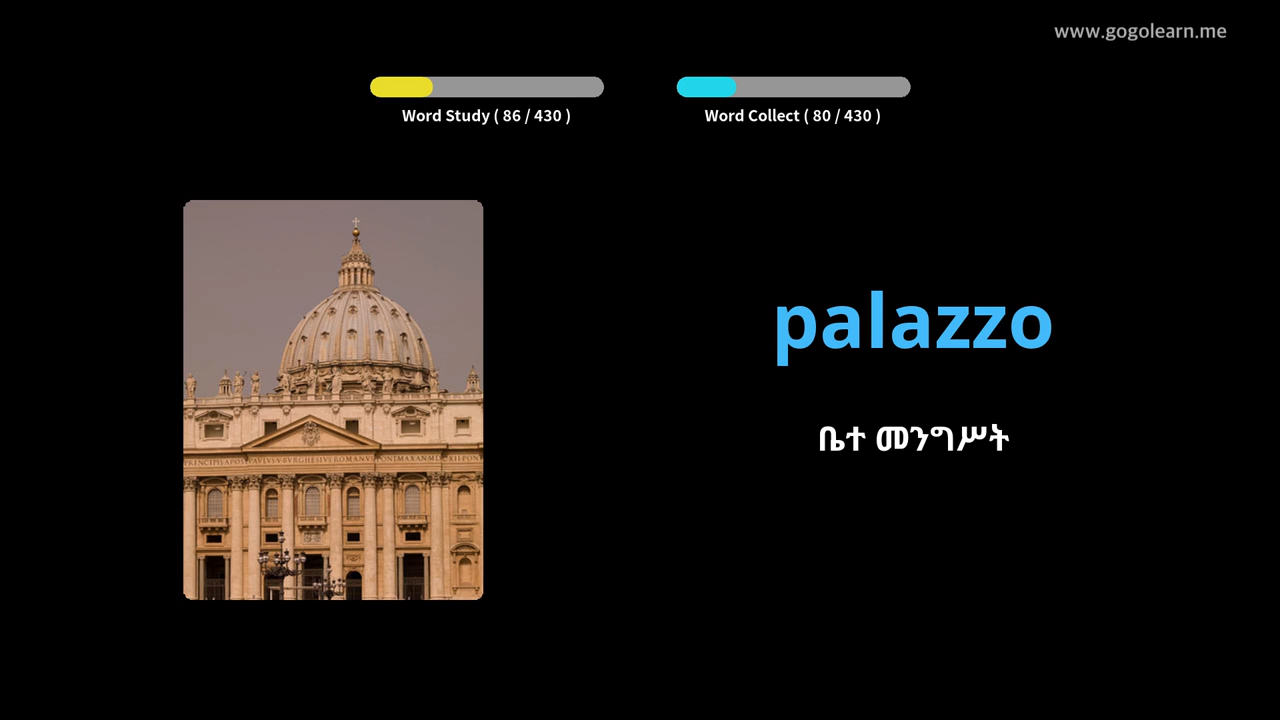 www.gogolearn.me
Word Study ( 86 / 430 )
Word Collect ( 80 / 430 )
palazzo
ቤተ መንግሥት